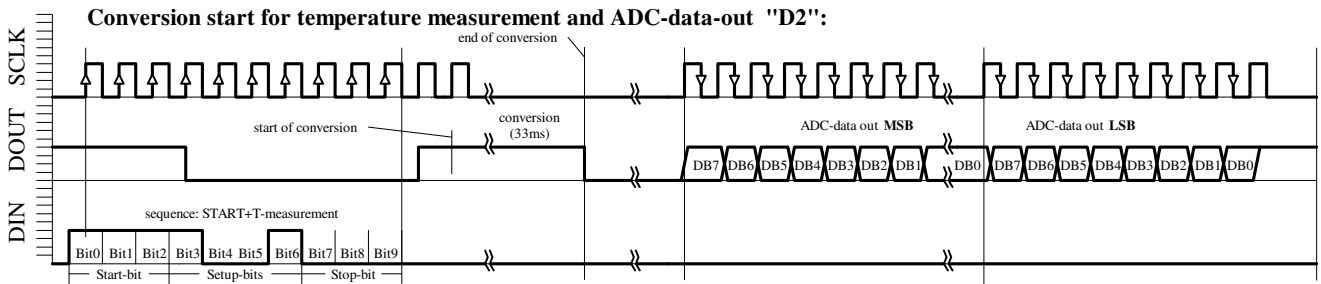 Conversion start for temperature measurement and ADC-data-out "D2":
end of conversion
SCLK
start of conversion
conversion
(33ms)
ADC-data out MSB
ADC-data out LSB
DOUT
DB7 DB6 DB5 DB4 DB3 DB2 DB1 DB0 DB7 DB6 DB5 DB4 DB3 DB2 DB1 DB0
sequence: START+T-measurement
DIN
Bit0 Bit1 Bit2 Bit3 Bit4 Bit5 Bit6 Bit7 Bit8 Bit9
Start-bit Setup-bits Stop-bit